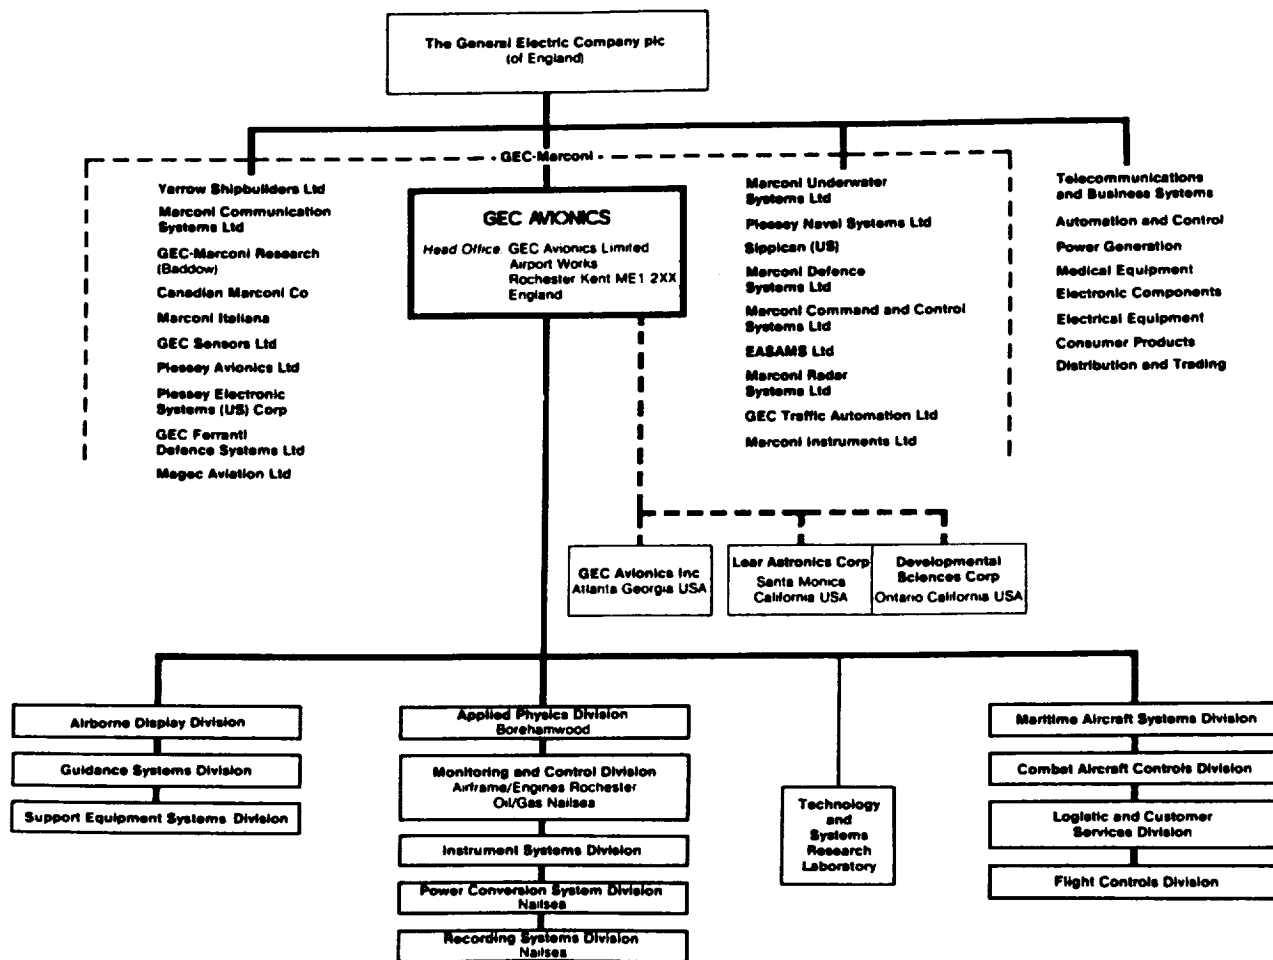 The General Electric Company plc
(of England)
GEC-Marconi
Yarrow Shipbuilders Ltd
Marconi Communication
Systems Ltd
GEC-Marconi Research
(Baddow)
Canadian Marconi Co
Marconi Italiana
GEC Sensors Ltd
Plessey Avionics Ltd
Plessey Electronic
Systems (US) Corp
GEC Ferranti
Defence Systems Ltd
Magec Aviation Ltd
GEC AVIONICS
Head Office. GEC Avionics Limited
Airport Works
Rochester Kent ME1 2XX
England
Marconi Underwater
Systems Ltd
Plessey Naval Systems Ltd
Sippican (US)
Marconi Defence
Systems Ltd
Marconi Command and Control
Systems Ltd
EASAMS Ltd
Marconi Radar
Systems Ltd
GEC Traffic Automation Ltd
Marconi Instruments Ltd
Telecommunications
and Business Systems
Automation and Control
Power Generation
Medical Equipment
Electronic Components
Electrical Equipment
Consumer Products
Distribution and Trading
GEC Avionics Inc
Atlanta Georgia USA
Lear Astronics Corp
Santa Monica
California USA
Developmental
Sciences Corp
Ontario California USA
Airborne Display Division
Guidance Systems Division
Support Equipment Systems Division
Applied Physics Division
Borehamwood
Monitoring and Control Division
Airframe/Engines Rochester
Oil/Gas Nailsea
Instrument Systems Division
Power Conversion System Division
Nailsea
Recording Systems Division
Nailsea
Technology
and
Systems
Research
Laboratory
Maritime Aircraft Systems Division
Combat Aircraft Controls Division
Logistic and Customer
Services Division
Flight Controls Division